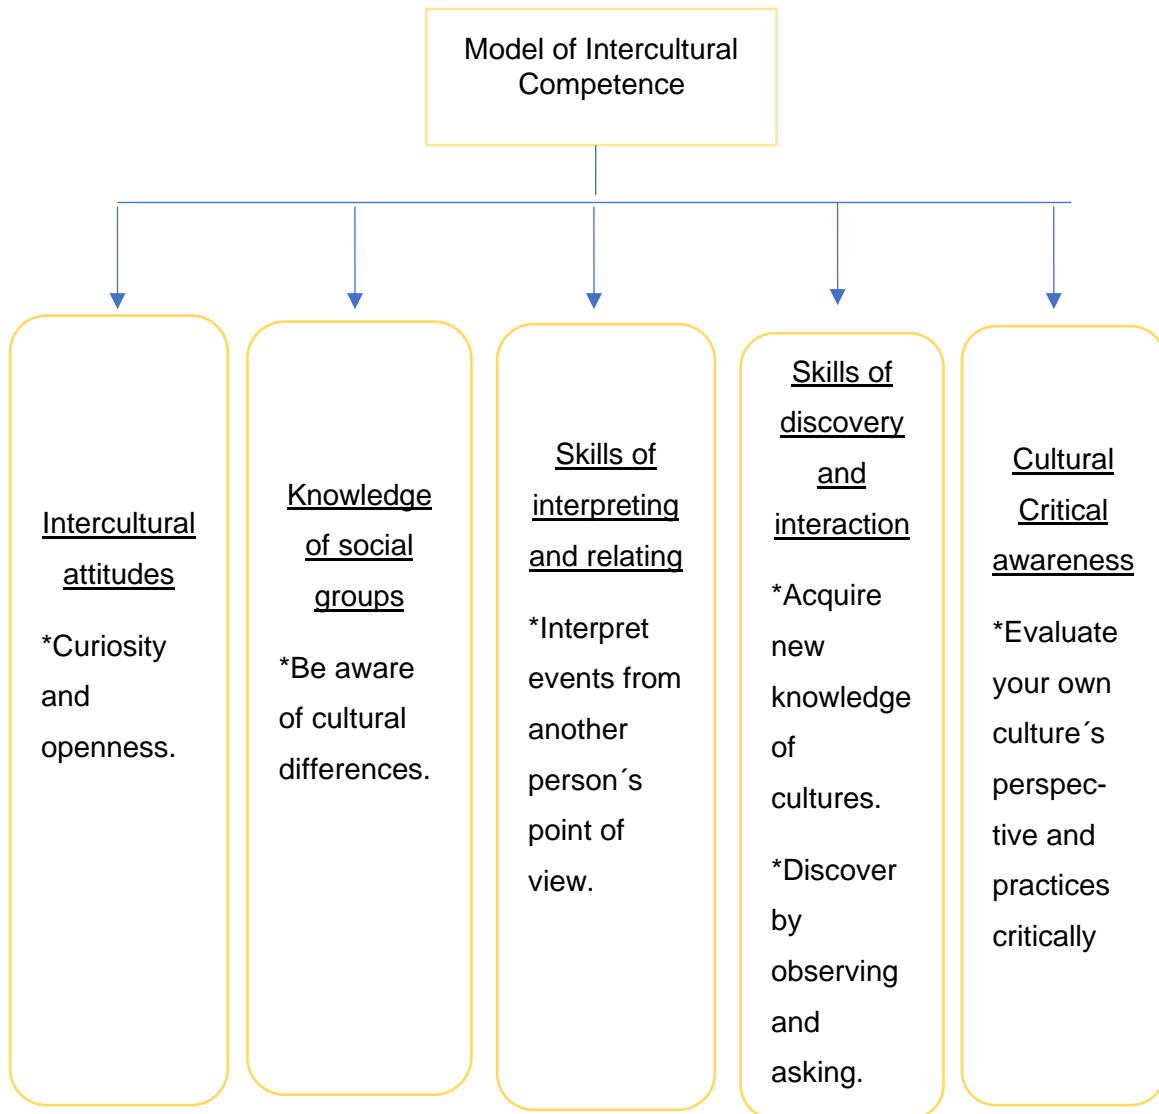 Model of Intercultural
Competence
Intercultural
attitudes
*Curiosity
and
openness.
Knowledge
of social
groups
*Be aware
of cultural
differences.
Skills of
interpreting
and relating
*Interpret
events from
another
person´s
point of
view.
Skills of
discovery
and
interaction
*Acquire
new
knowledge
of
cultures.
*Discover
by
observing
and
asking.
Cultural
Critical
awareness
*Evaluate
your own
culture´s
perspec-
tive and
practices
critically